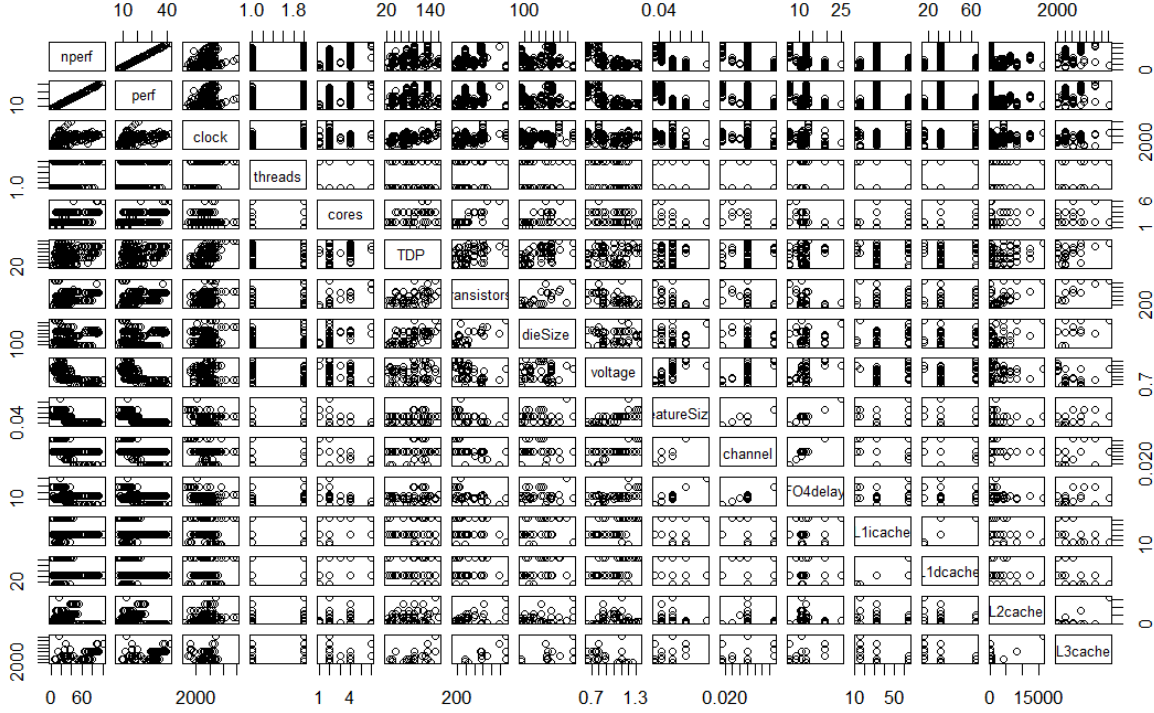 10 40 1.0 1.8 20 140 100 0.04 10 25 20 60 2000
nperf 0
10 perf
clock 2000
1.0 threads
cores 1 6
20 TDP
ransistors 200
100 dieSize
voltage 0.7
0.04 eatureSiz
channel 0.020
10 FO4delay
L1icache 10
20 L1dcache
L2cache 0
2000 L3cache
0 60 2000 1 4 200 0.7 1.3 0.020 10 50 0 15000